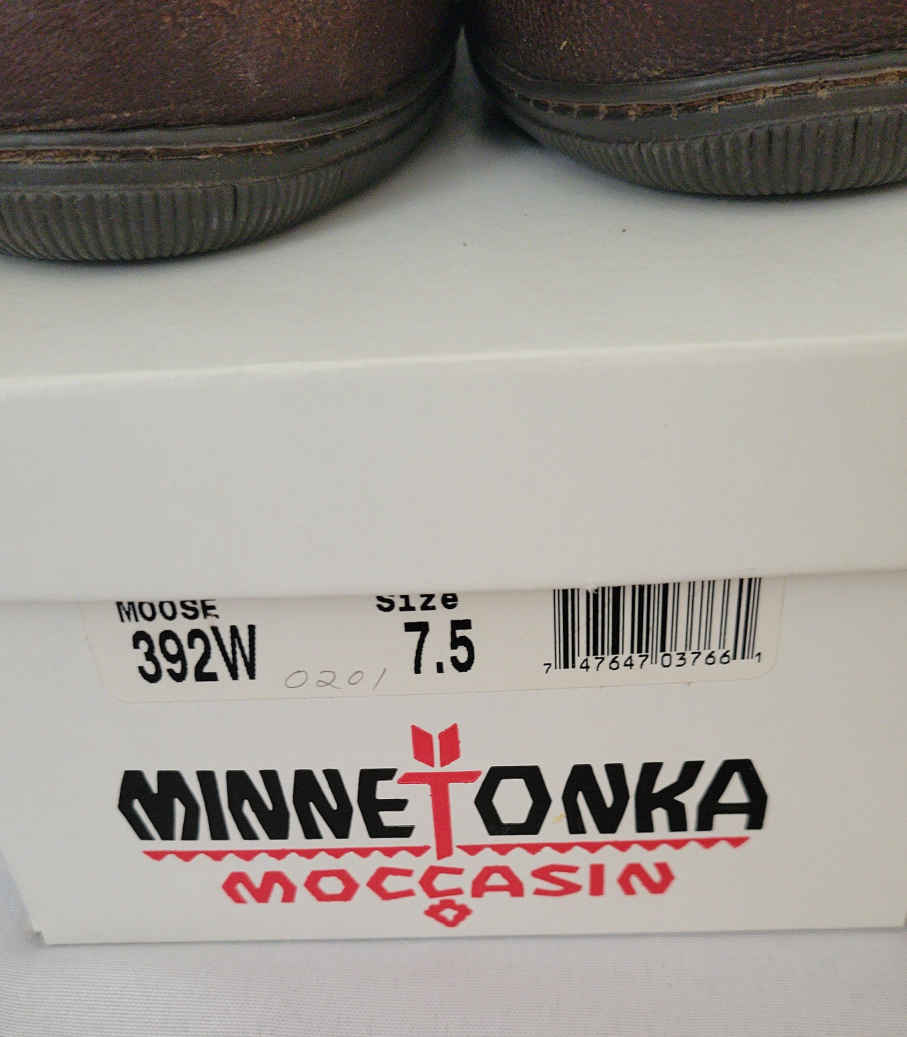 MOOSE Size
392W 0201 7.5
7 47647 03766 1
MINNETONKA
MOCCASIN